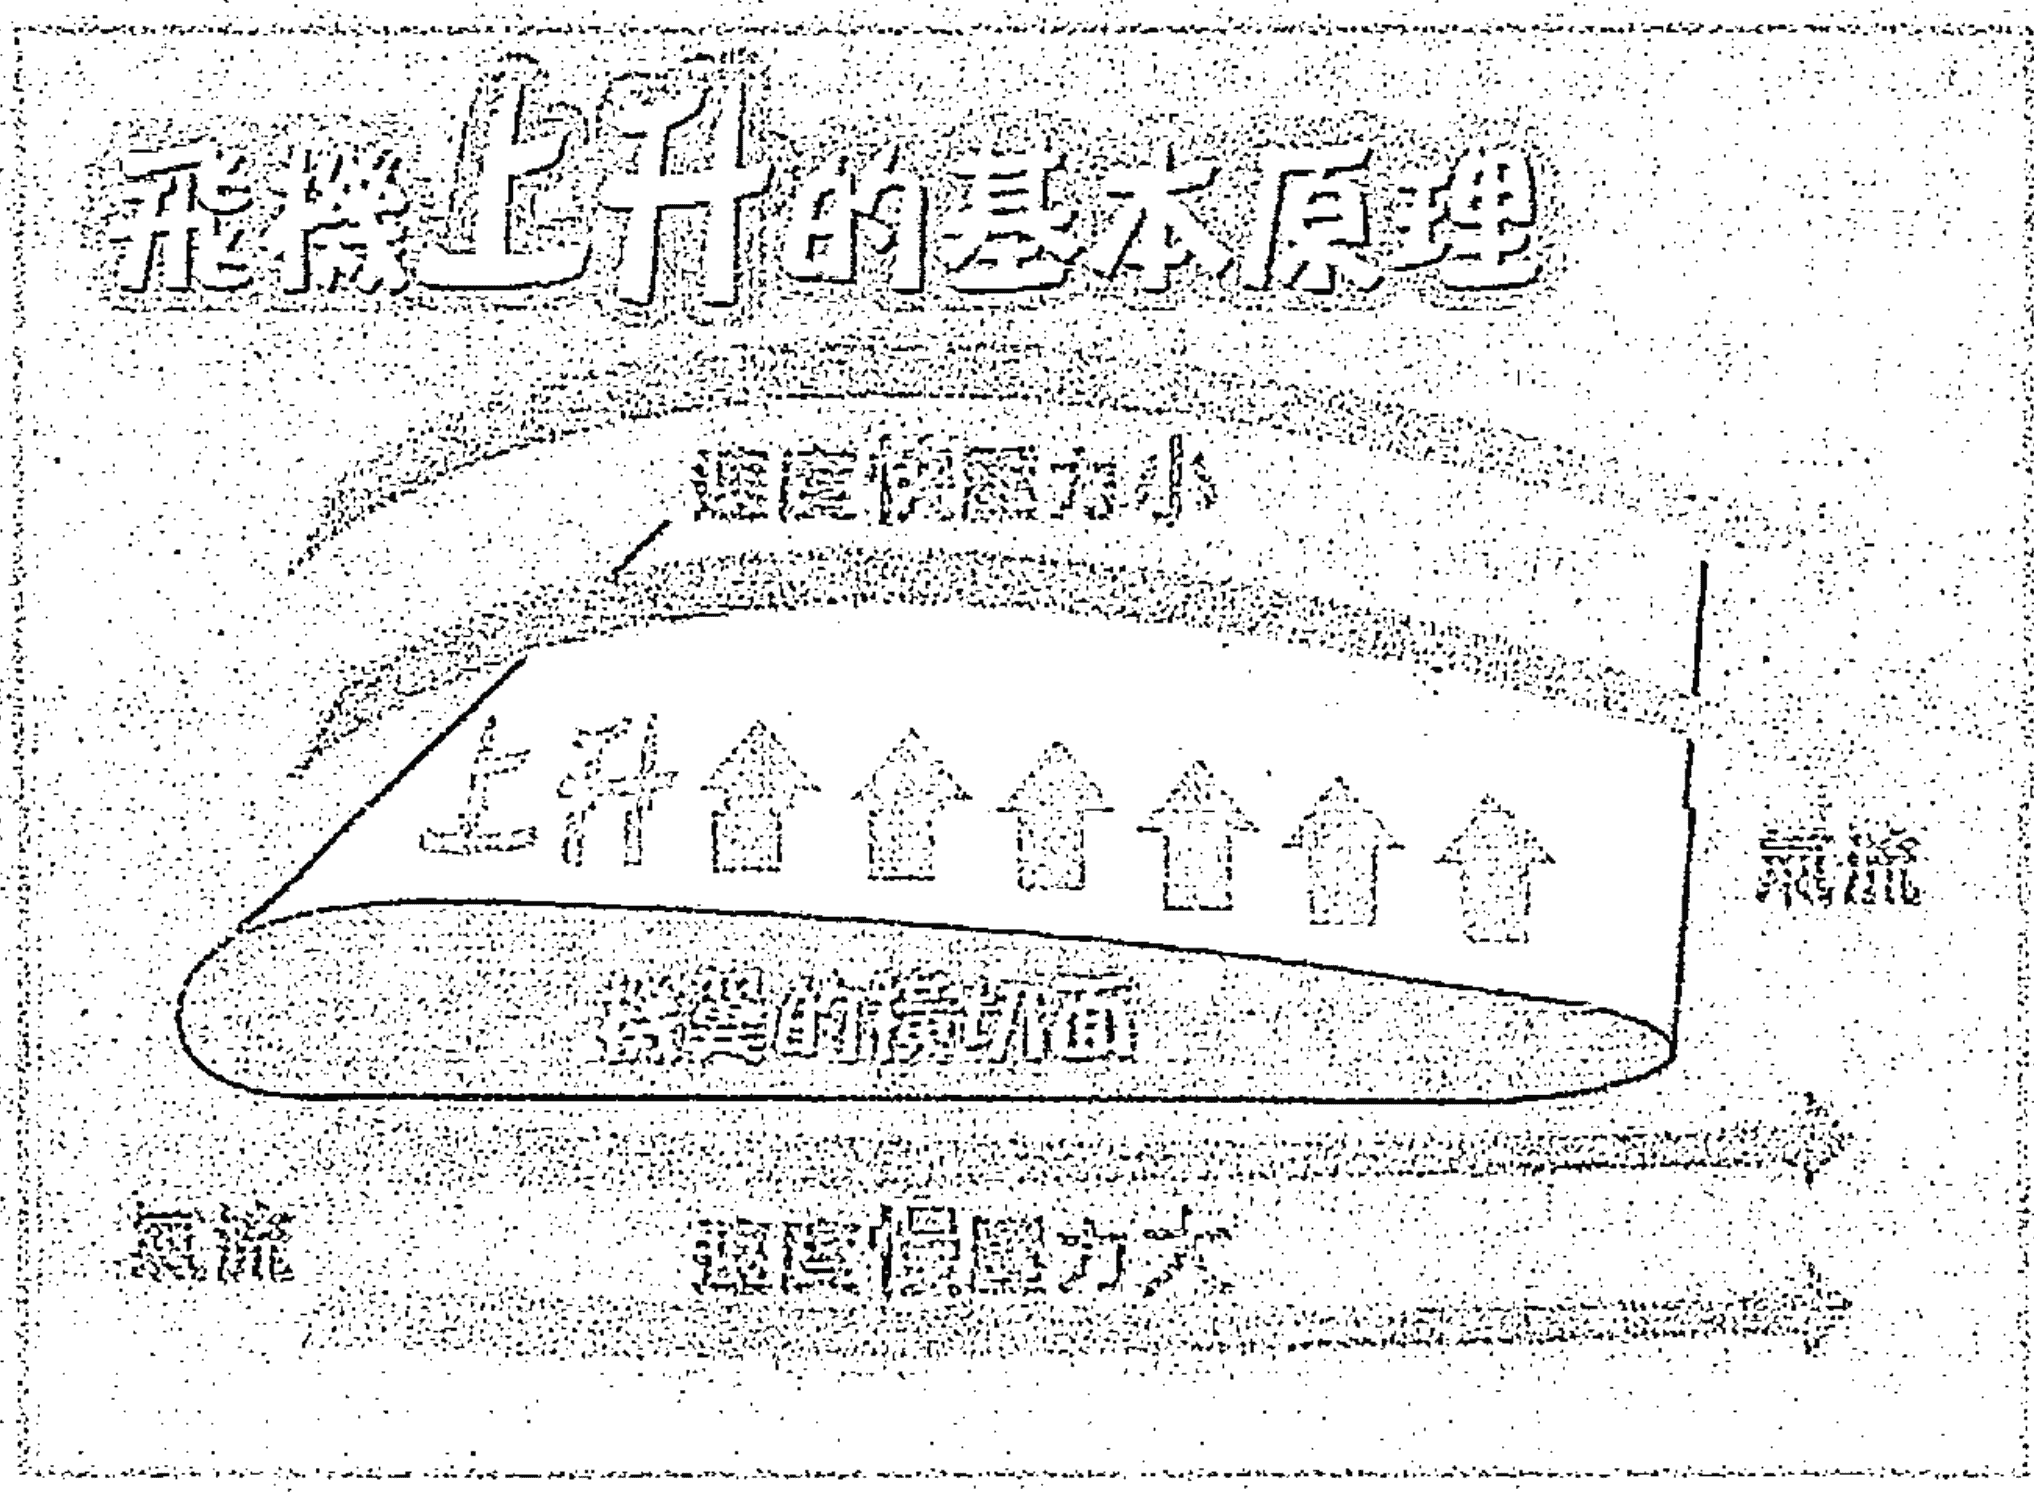 飛機上升的基本原理
速度快壓力小
上升
氣流
機翼的橫切面
氣流
速度慢壓力大